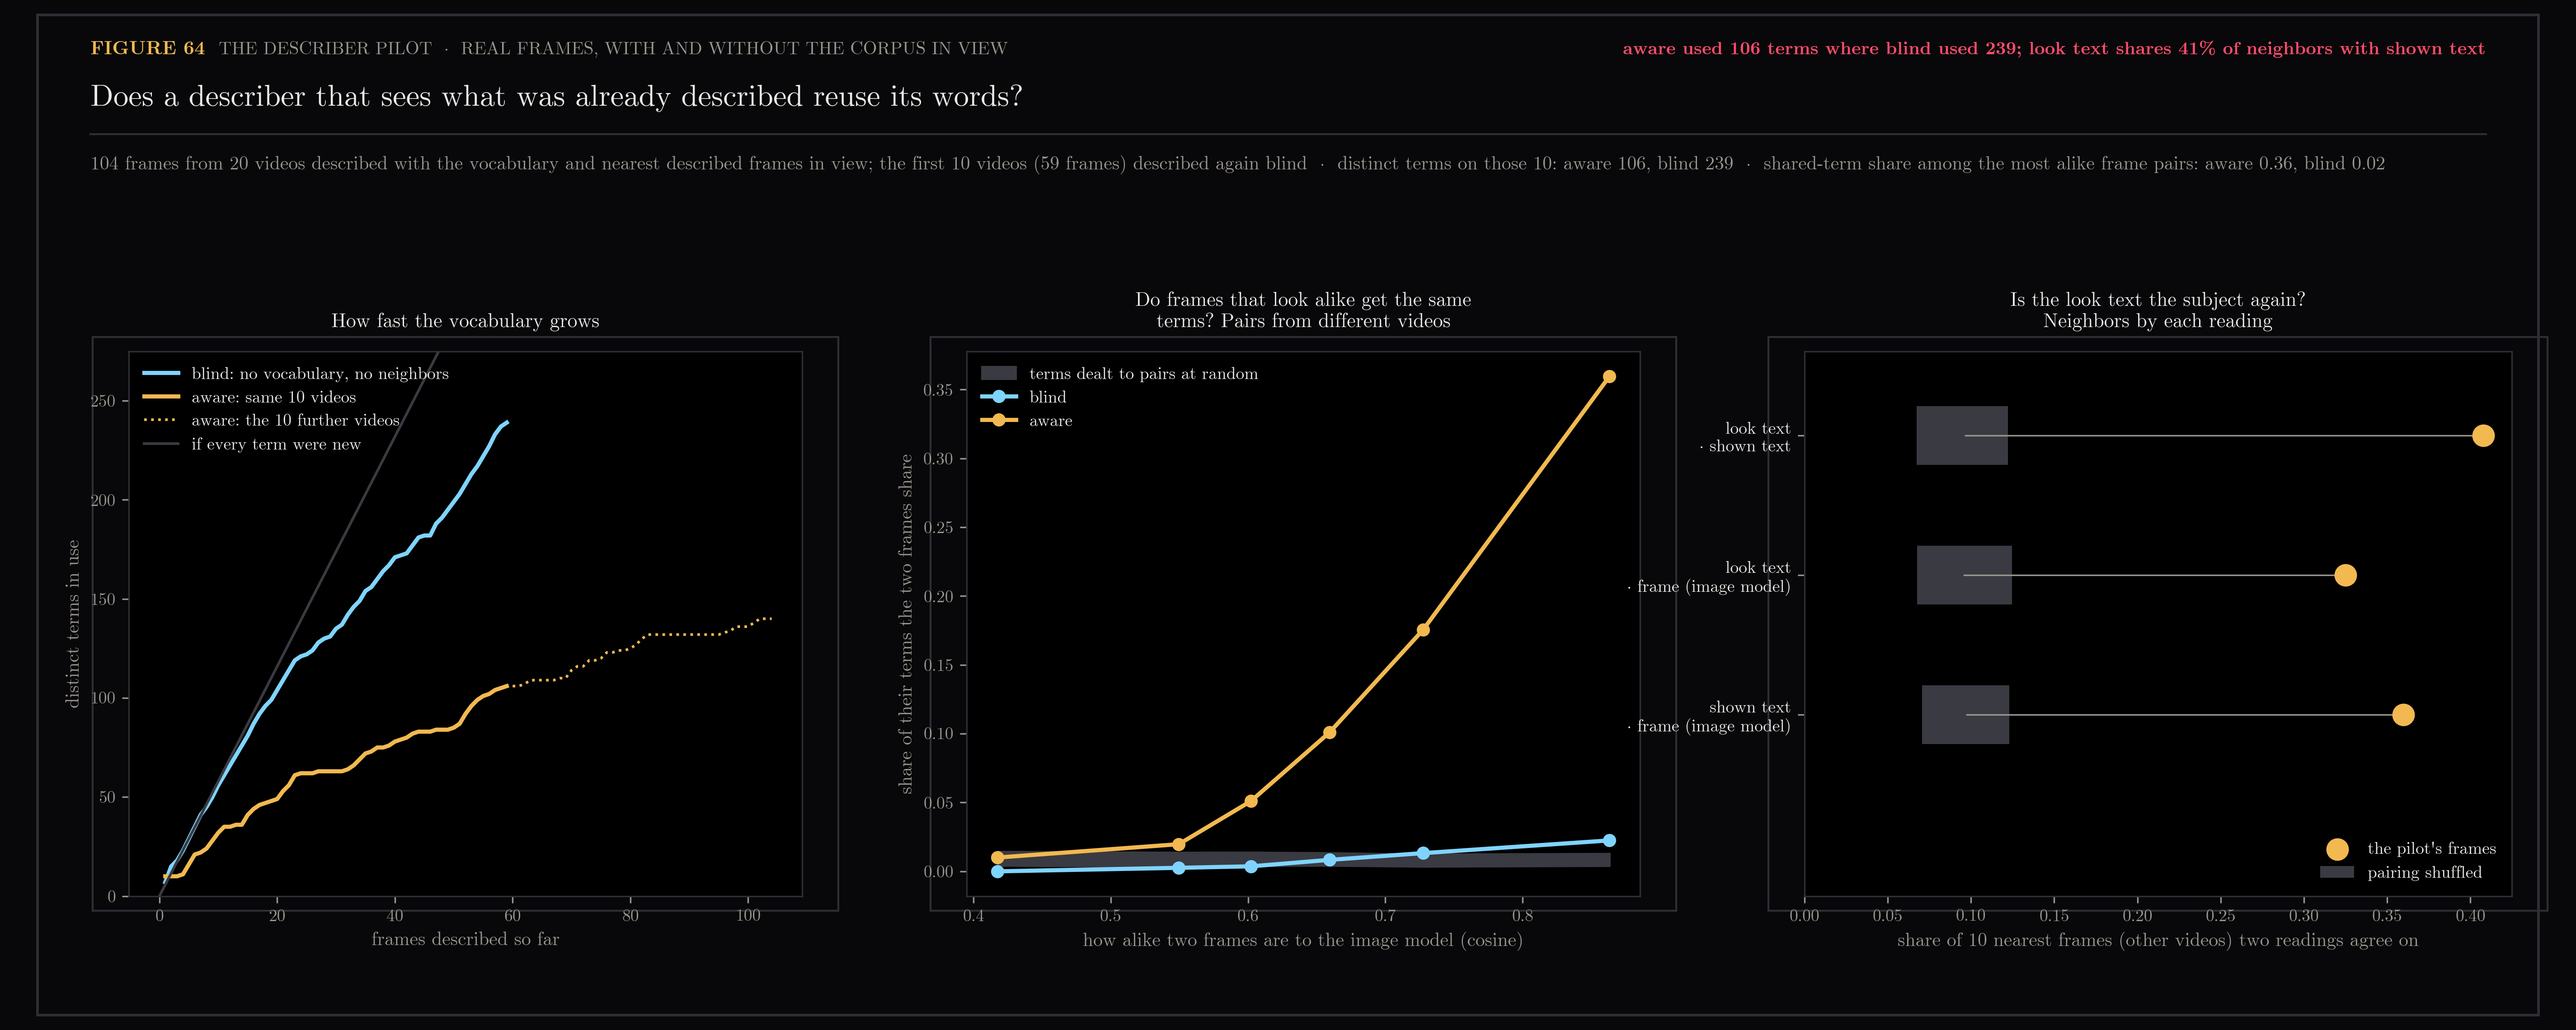 FIGURE 64 THE DESCRIBER PILOT · REAL FRAMES, WITH AND WITHOUT THE CORPUS IN VIEW
aware used 106 terms where blind used 239; look text shares 41% of neighbors with shown text
Does a describer that sees what was already described reuse its words?
104 frames from 20 videos described with the vocabulary and nearest described frames in view; the first 10 videos (59 frames) described again blind · distinct terms on those 10: aware 106, blind 239 · shared-term share among the most alike frame pairs: aware 0.36, blind 0.02
How fast the vocabulary grows
blind: no vocabulary, no neighbors
aware: same 10 videos
aware: the 10 further videos
if every term were new
distinct terms in use
250
200
150
100
50
0
0 20 40 60 80 100
frames described so far
Do frames that look alike get the same
terms? Pairs from different videos
terms dealt to pairs at random
blind
aware
share of their terms the two frames share
0.35
0.30
0.25
0.20
0.15
0.10
0.05
0.00
0.4 0.5 0.6 0.7 0.8
how alike two frames are to the image model (cosine)
Is the look text the subject again?
Neighbors by each reading
look text
· shown text
look text
· frame (image model)
shown text
· frame (image model)
the pilot's frames
pairing shuffled
0.00 0.05 0.10 0.15 0.20 0.25 0.30 0.35 0.40
share of 10 nearest frames (other videos) two readings agree on